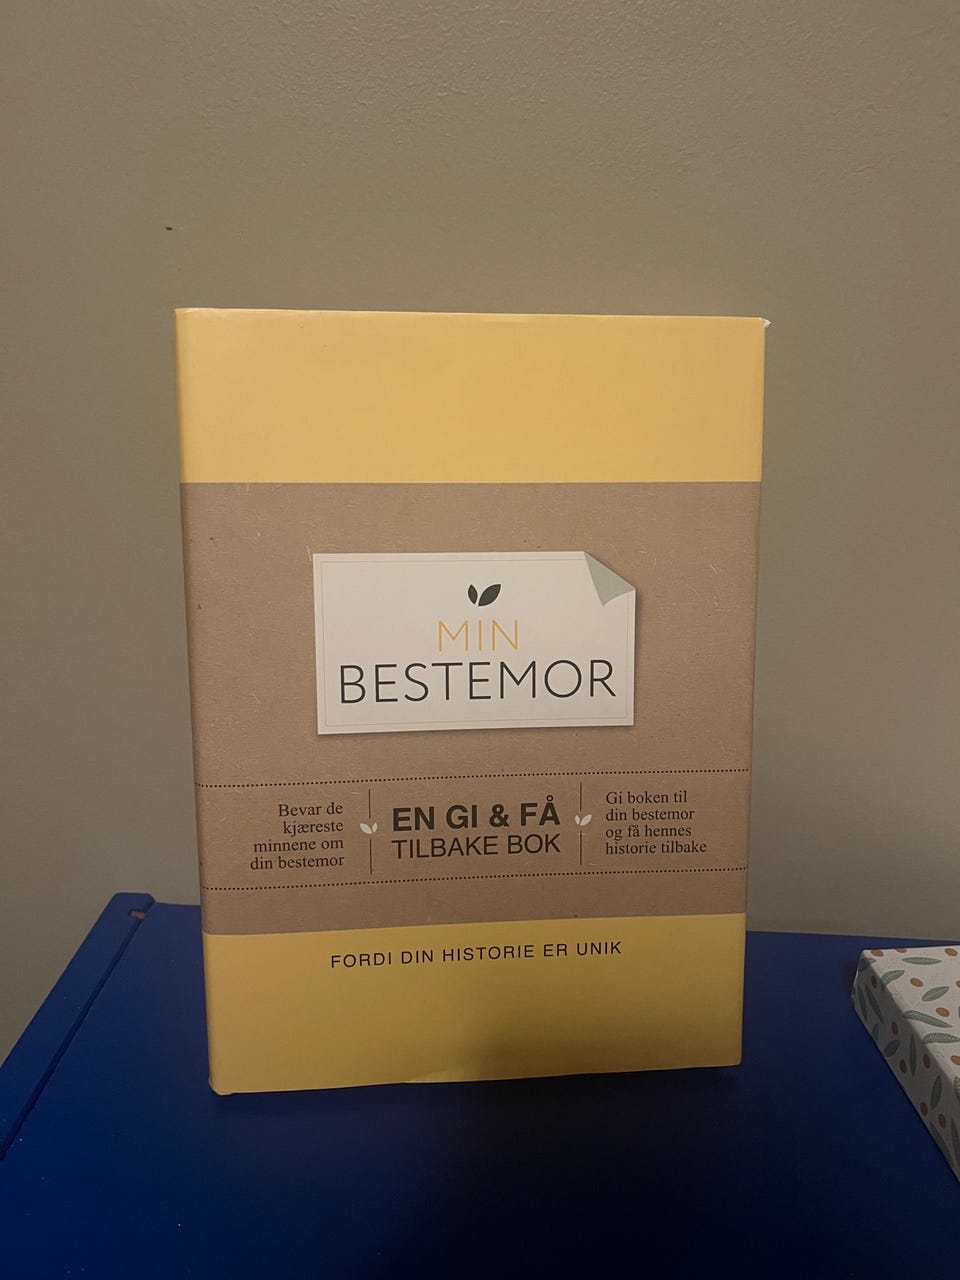 MIN
BESTEMOR
Bevar de
kjæreste
minnene om
din bestemor
EN GI & FÅ
TILBAKE BOK
Gi boken til
din bestemor
og få hennes
historie tilbake
FORDI DIN HISTORIE ER UNIK